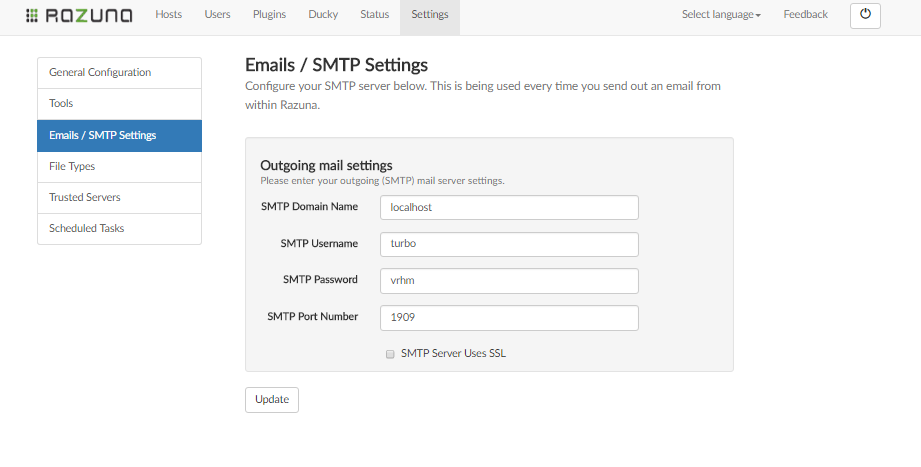 RAZUNA Hosts Users Plugins Ducky Status Settings Select language Feedback
General Configuration
Tools
Emails / SMTP Settings
File Types
Trusted Servers
Scheduled Tasks
Emails / SMTP Settings
Configure your SMTP server below. This is being used every time you send out an email from
within Razuna.
Outgoing mail settings
Please enter your outgoing (SMTP) mail server settings.
SMTP Domain Name localhost
SMTP Username turbo
SMTP Password vrhm
SMTP Port Number 1909
SMTP Server Uses SSL
Update